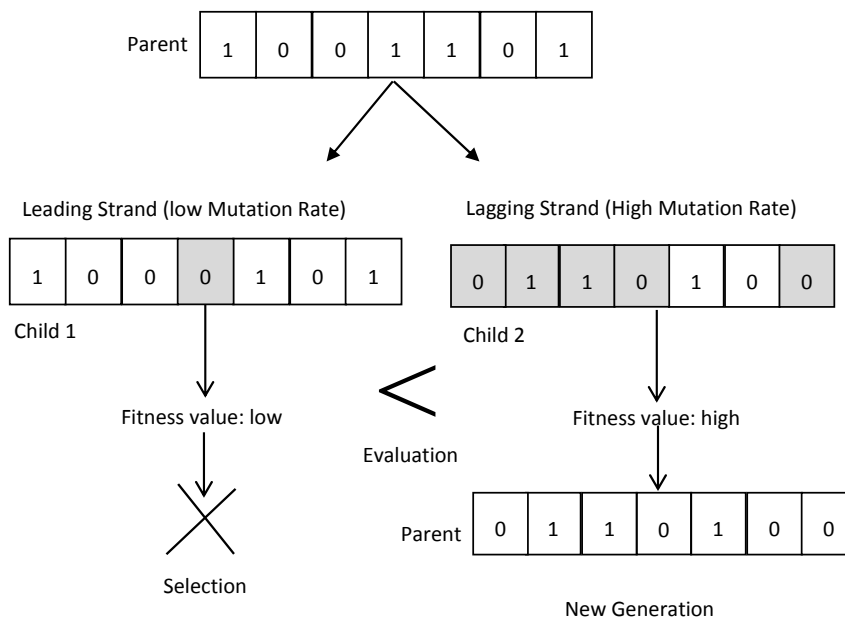 Parent 1 0 0 1 1 0 1
Leading Strand (low Mutation Rate)
Lagging Strand (High Mutation Rate)
1 0 0 0 1 0 1
0 1 1 0 1 0 0
Child 1
Child 2
<
Fitness value: low
Fitness value: high
Evaluation
Parent 0 1 1 0 1 0 0
Selection
New Generation